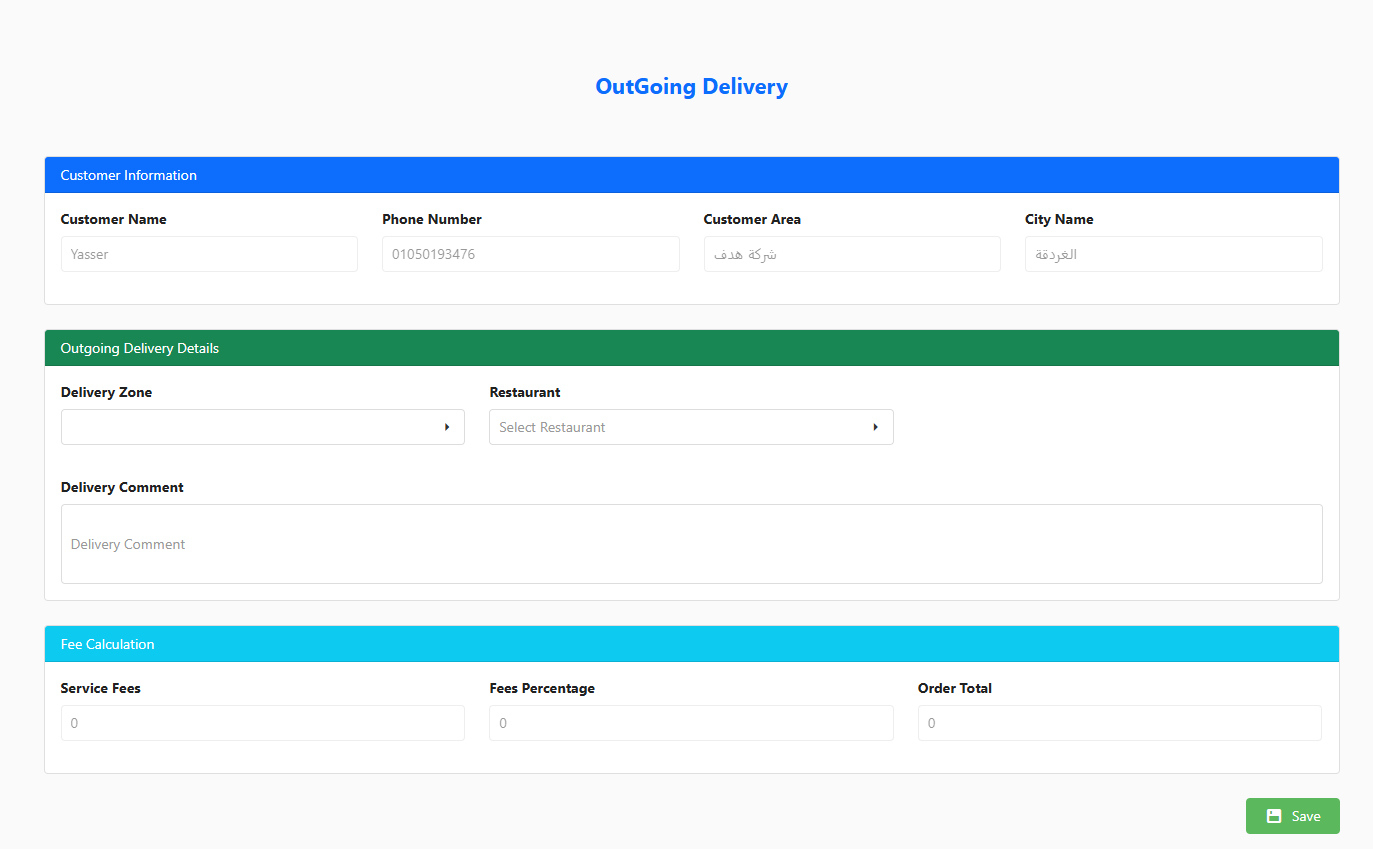 OutGoing Delivery
Customer Information
Customer Name Phone Number Customer Area City Name
Yasser 01050193476 شركة هدف الغردقة
Outgoing Delivery Details
Delivery Zone Restaurant
Select Restaurant
Delivery Comment
Delivery Comment
Fee Calculation
Service Fees Fees Percentage Order Total
0 0 0
Save